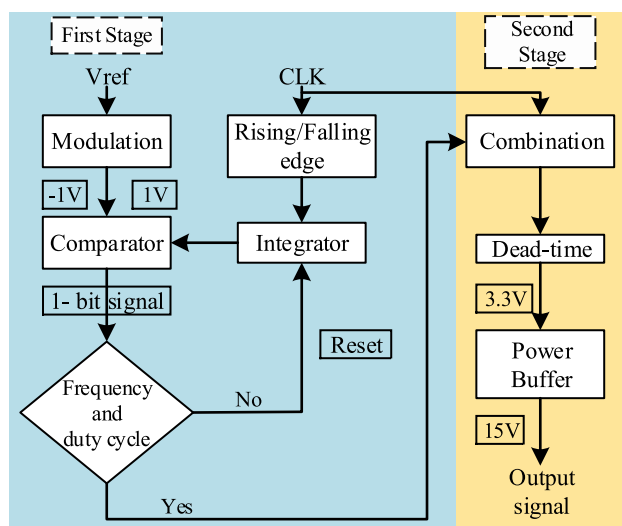 First Stage
Second
Stage
Vref
CLK
Modulation
Rising/Falling
edge
Combination
-1V
1V
Comparator
Integrator
Dead-time
1- bit signal
3.3V
Reset
Power
Buffer
Frequency
and
duty cycle
No
15V
Output
signal
Yes